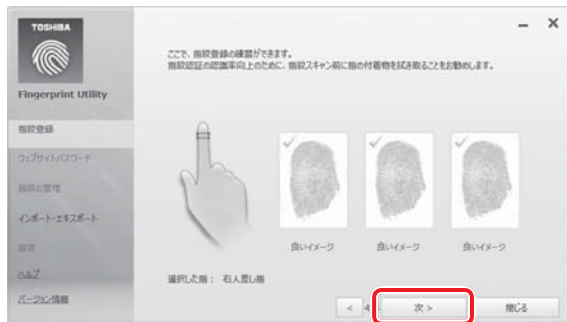 TOSHIBA
Fingerprint Utility
指紋登録
ウェブサイトパスワード
指紋の管理
インポート・エキスポート
設定
ヘルプ
バージョン情報
ここで、指紋登録の練習ができます。
指紋認証の認識率向上のために、指紋スキャン前に指の付着物を拭き取ることをお勧めします。
良いイメージ
良いイメージ
良いイメージ
選択した指： 右人差し指
< 4 次 > 閉じる